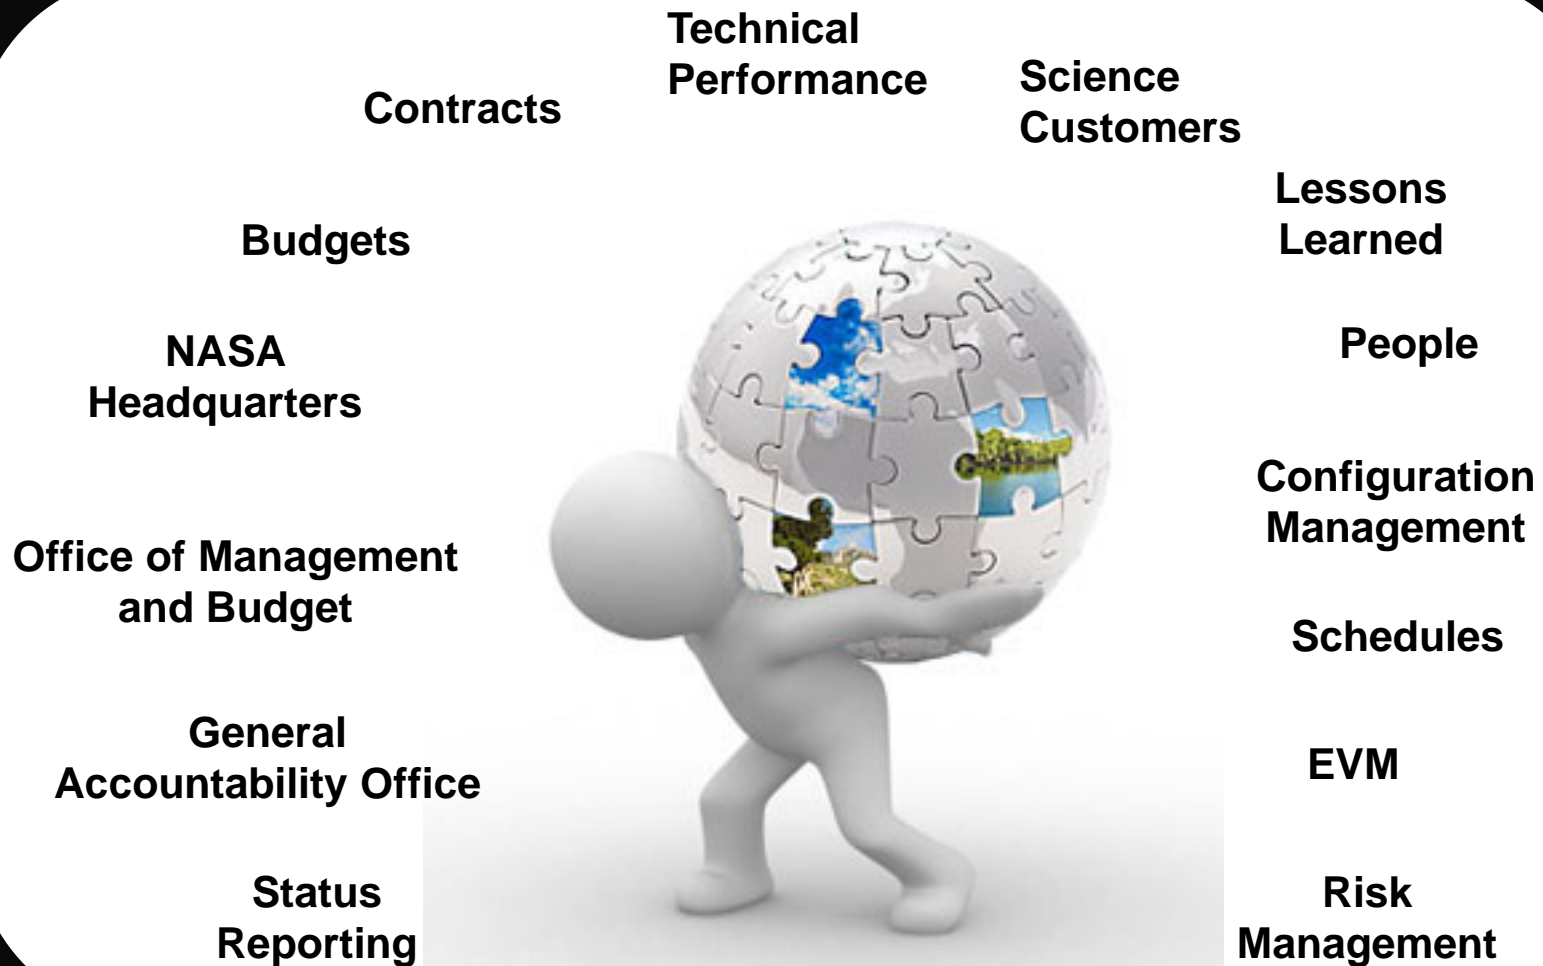 Technical
Performance
Science
Customers
Contracts
Lessons
Learned
Budgets
People
NASA
Headquarters
Configuration
Management
Office of Management
and Budget
Schedules
General
Accountability Office
EVM
Status
Reporting
Risk
Management